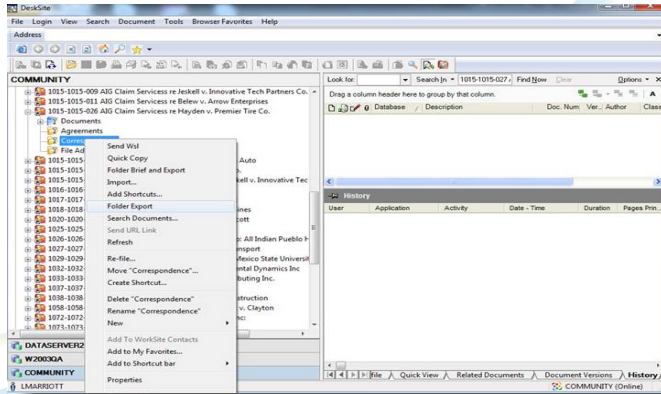 DeskSite
File Login View Search Document Tools Browser Favorites Help
Address
COMMUNITY
Look for: Search In 1015-1015-027 Find Now Clear Options
1015-1015-009 AIG Claim Servicess re Jeskell v. Innovative Tech Partners Co.
1015-1015-011 AIG Claim Servicess re Belew v. Arrow Enterprises
1015-1015-026 AIG Claim Servicess re Hayden v. Premier Tire Co.
Documents
Agreements
Corres
File Ad
Drag a column header here to group by that column.
Database Description Doc. Num Ver.. Author Class
1015-1015- Auto
1015-1015-
1015-1015- kell v. Innovative Tec
1016-1016-
1017-1017-
1018-1018- ines
1020-1020- cott
1025-1025-
1026-1026- o: All Indian Pueblo H
1027-1027- nsport
1029-1029- Mexico State Universit
1032-1032- ntal Dynamics Inc
1033-1033- buting Inc.
1037-1037-
1038-1038- struction
1058-1058- v. Clayton
1072-1072- nc:
1073-1073-
Send Wsl
Quick Copy
Folder Brief and Export
Import...
Add Shortcuts...
Folder Export
Search Documents...
Send URL Link
Refresh
Re-file...
Move "Correspondence"...
Create Shortcut...
Delete "Correspondence"
Rename "Correspondence"
New
Add To WorkSite Contacts
Add to My Favorites...
Add to Shortcut bar
Properties
History
User Application Activity Date - Time Duration Pages Prin..
DATASERVER2
W2003QA
COMMUNITY
file Quick View Related Documents Document Versions History
LMARRIOTT COMMUNITY (Online)